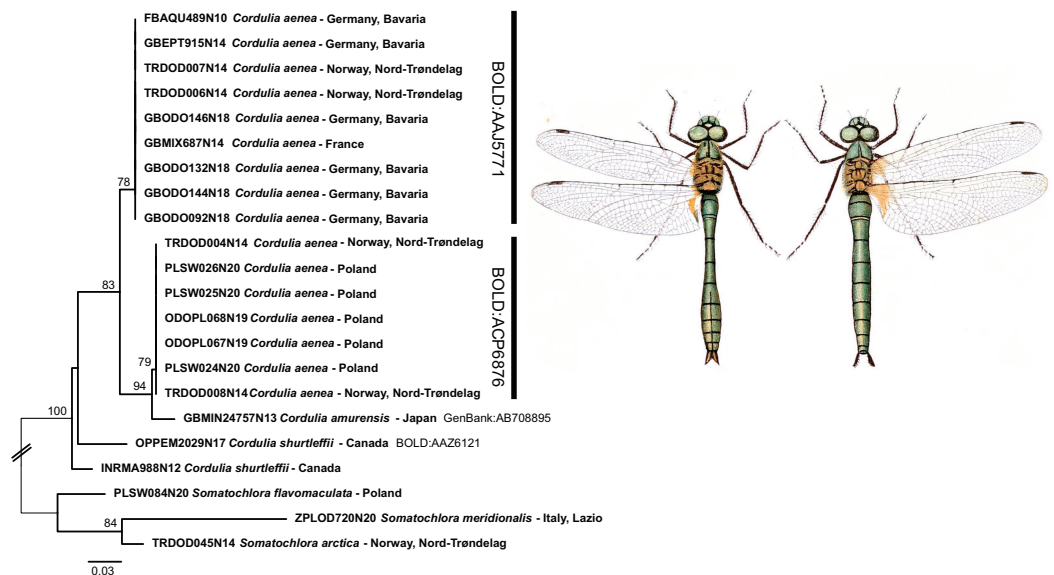 FBAQU489N10 Cordulia aenea - Germany, Bavaria
GBEPT915N14 Cordulia aenea - Germany, Bavaria
TRDOD007N14 Cordulia aenea - Norway, Nord-Trøndelag
TRDOD006N14 Cordulia aenea - Norway, Nord-Trøndelag
GBODO146N18 Cordulia aenea - Germany, Bavaria
GBMIX687N14 Cordulia aenea - France
GBODO132N18 Cordulia aenea - Germany, Bavaria
78
GBODO144N18 Cordulia aenea - Germany, Bavaria
GBODO092N18 Cordulia aenea - Germany, Bavaria
BOLD:AAJ5771
TRDOD004N14 Cordulia aenea - Norway, Nord-Trøndelag
PLSW026N20 Cordulia aenea - Poland
83
PLSW025N20 Cordulia aenea - Poland
ODOPL068N19 Cordulia aenea - Poland
ODOPL067N19 Cordulia aenea - Poland
79
PLSW024N20 Cordulia aenea - Poland
94
TRDOD008N14 Cordulia aenea - Norway, Nord-Trøndelag
BOLD:ACP6876
GBMIN24757N13 Cordulia amurensis - Japan GenBank:AB708895
100
OPPEM2029N17 Cordulia shurtleffii - Canada BOLD:AAZ6121
INRMA988N12 Cordulia shurtleffii - Canada
PLSW084N20 Somatochlora flavomaculata - Poland
ZPLOD720N20 Somatochlora meridionalis - Italy, Lazio
84
TRDOD045N14 Somatochlora arctica - Norway, Nord-Trøndelag
0.03